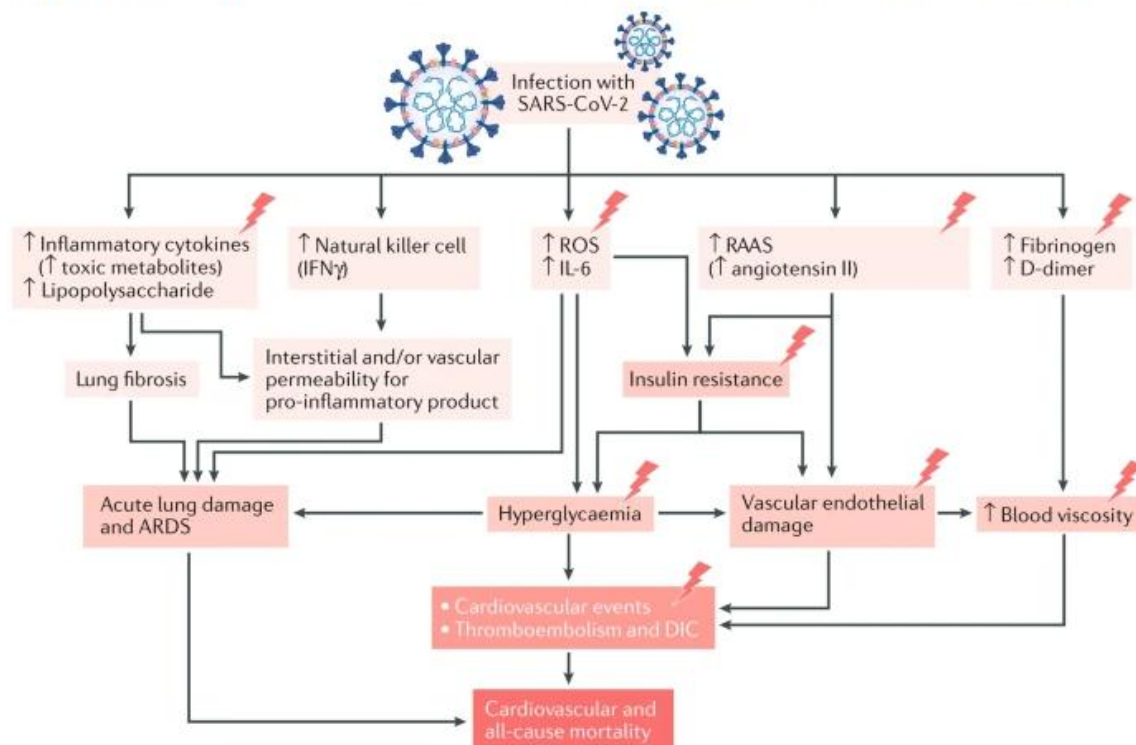 Infection with
SARS-CoV-2
↑ Inflammatory cytokines
(↑ toxic metabolites)
↑ Lipopolysaccharide
↑ Natural killer cell
(IFNγ)
↑ ROS
↑ IL-6
↑ RAAS
(↑ angiotensin II)
↑ Fibrinogen
↑ D-dimer
Lung fibrosis
Interstitial and/or vascular
permeability for
pro-inflammatory product
Insulin resistance
Acute lung damage
and ARDS
Hyperglycaemia
Vascular endothelial
damage
↑ Blood viscosity
• Cardiovascular events
• Thromboembolism and DIC
Cardiovascular and
all-cause mortality